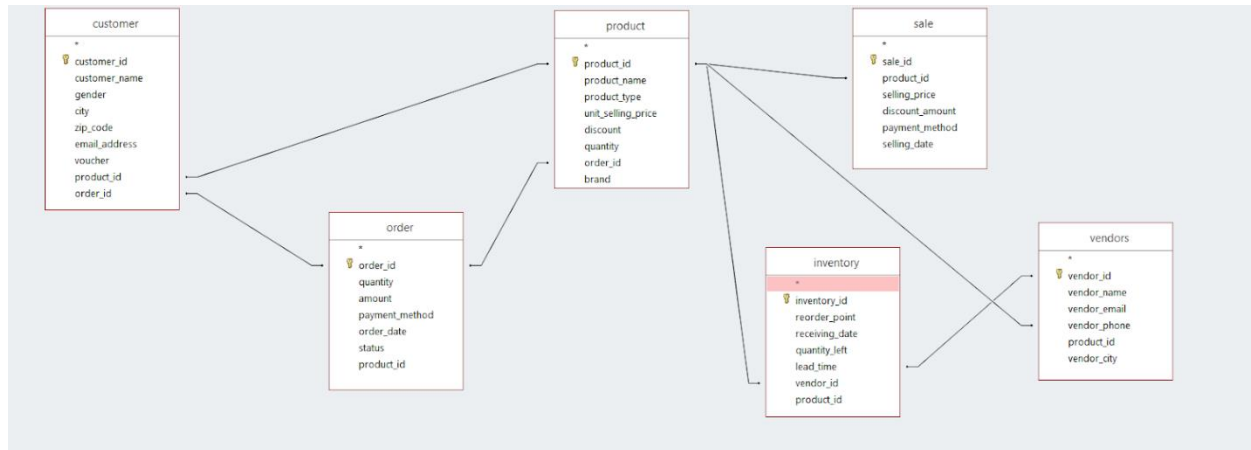 customer
*
customer_id
customer_name
gender
city
zip_code
email_address
voucher
product_id
order_id
product
*
product_id
product_name
product_type
unit_selling_price
discount
quantity
order_id
brand
sale
*
sale_id
product_id
selling_price
discount_amount
payment_method
selling_date
order
*
order_id
quantity
amount
payment_method
order_date
status
product_id
inventory
*
inventory_id
reorder_point
receiving_date
quantity_left
lead_time
vendor_id
product_id
vendors
*
vendor_id
vendor_name
vendor_email
vendor_phone
product_id
vendor_city